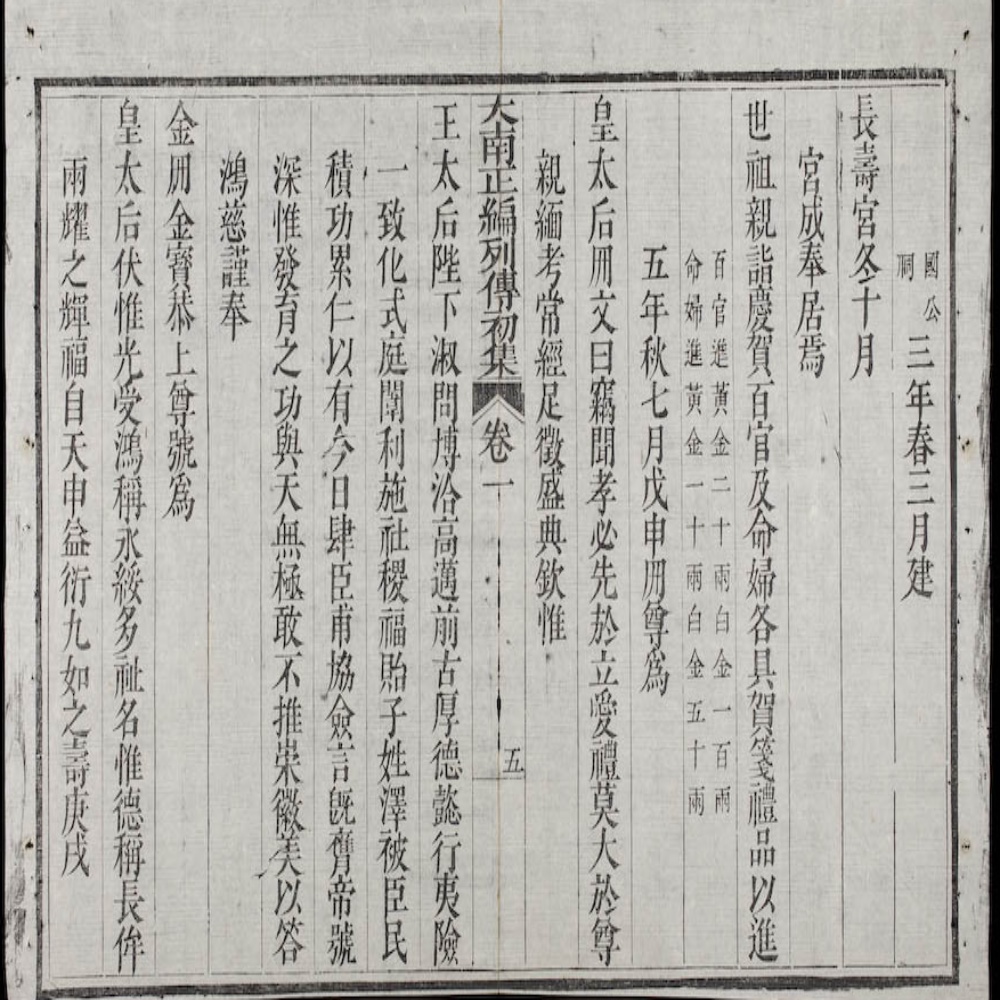 國公
祠
三年春三月建
長壽宮冬十月
宮成奉居焉
世祖親詣慶賀百官及命婦各具賀箋禮品以進
百官進黃金二十兩白金一百兩
命婦進黃金一十兩白金五十兩
五年秋七月戊申冊尊為
皇太后冊文曰竊聞孝必先於立愛禮莫大於尊
親緬考常經足徵盛典欽惟
大南正編列傳初集 卷一 五
王太后陛下淑問博洽高邁前古厚德懿行夷險
一致化式庭闈利施社稷福貽子姓澤被臣民
積功累仁以有今日肆臣甫協僉言旣膺帝號
深惟發育之功與天無極敢不推崇徽美以答
鴻慈謹奉
金冊金寶恭上尊號為
皇太后伏惟光受鴻稱永綏多祉名惟德稱長侔
兩耀之輝福自天申益衍九如之壽庚戌